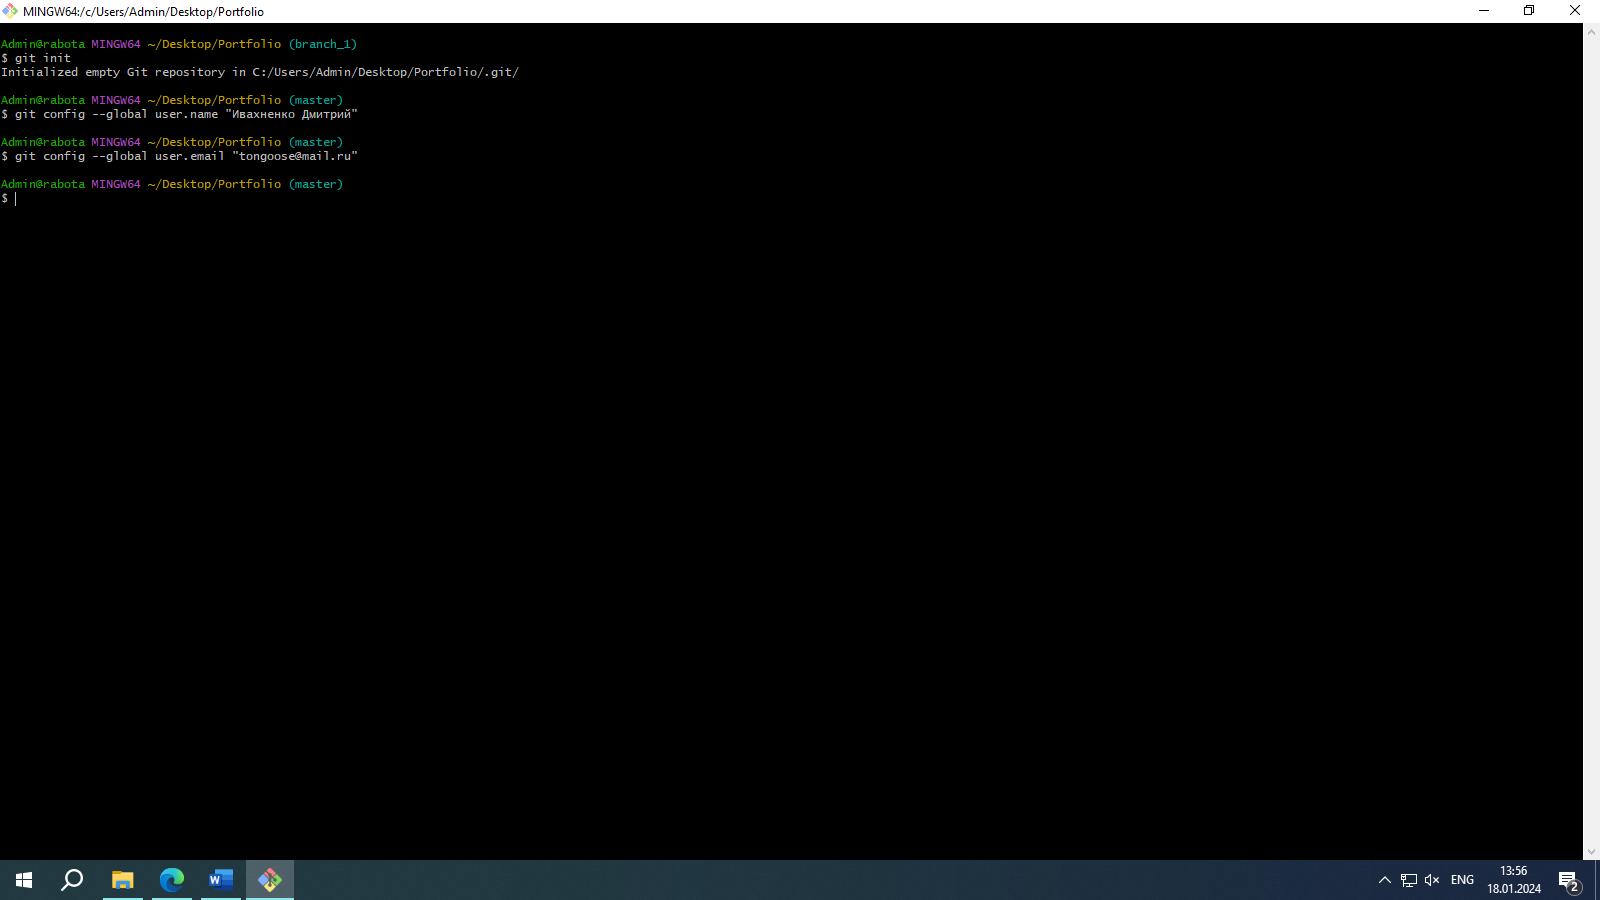 MINGW64:/c/Users/Admin/Desktop/Portfolio
Admin@rabota MINGW64 ~/Desktop/Portfolio (branch_1)
$ git init
Initialized empty Git repository in C:/Users/Admin/Desktop/Portfolio/.git/
Admin@rabota MINGW64 ~/Desktop/Portfolio (master)
$ git config --global user.name "Ивахненко Дмитрий"
Admin@rabota MINGW64 ~/Desktop/Portfolio (master)
$ git config --global user.email "tongoose@mail.ru"
Admin@rabota MINGW64 ~/Desktop/Portfolio (master)
$
W
ENG
13:56
18.01.2024
2